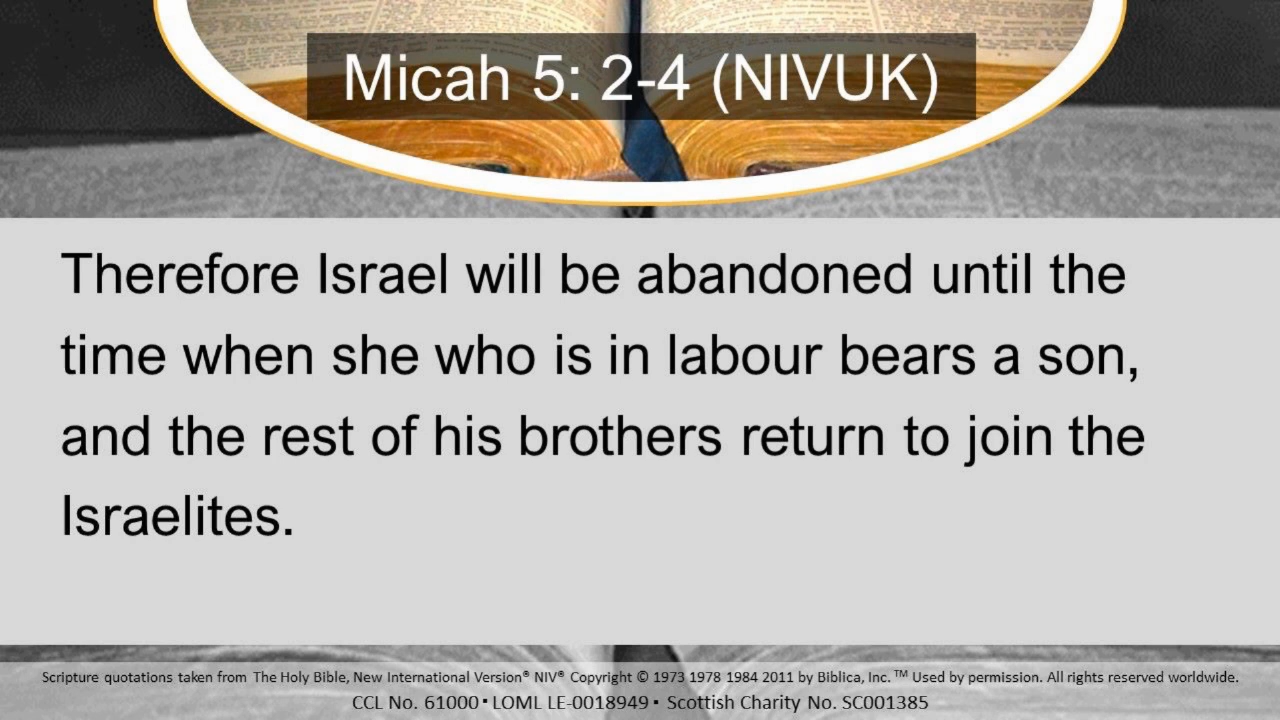 Micah 5: 2-4 (NIVUK)
Therefore Israel will be abandoned until the
time when she who is in labour bears a son,
and the rest of his brothers return to join the
Israelites.
Scripture quotations taken from The Holy Bible, New International Version® NIV® Copyright © 1973 1978 1984 2011 by Biblica, Inc.™ Used by permission. All rights reserved worldwide.
CCL No. 61000▪LOML LE-0018949▪ Scottish Charity No. SC001385